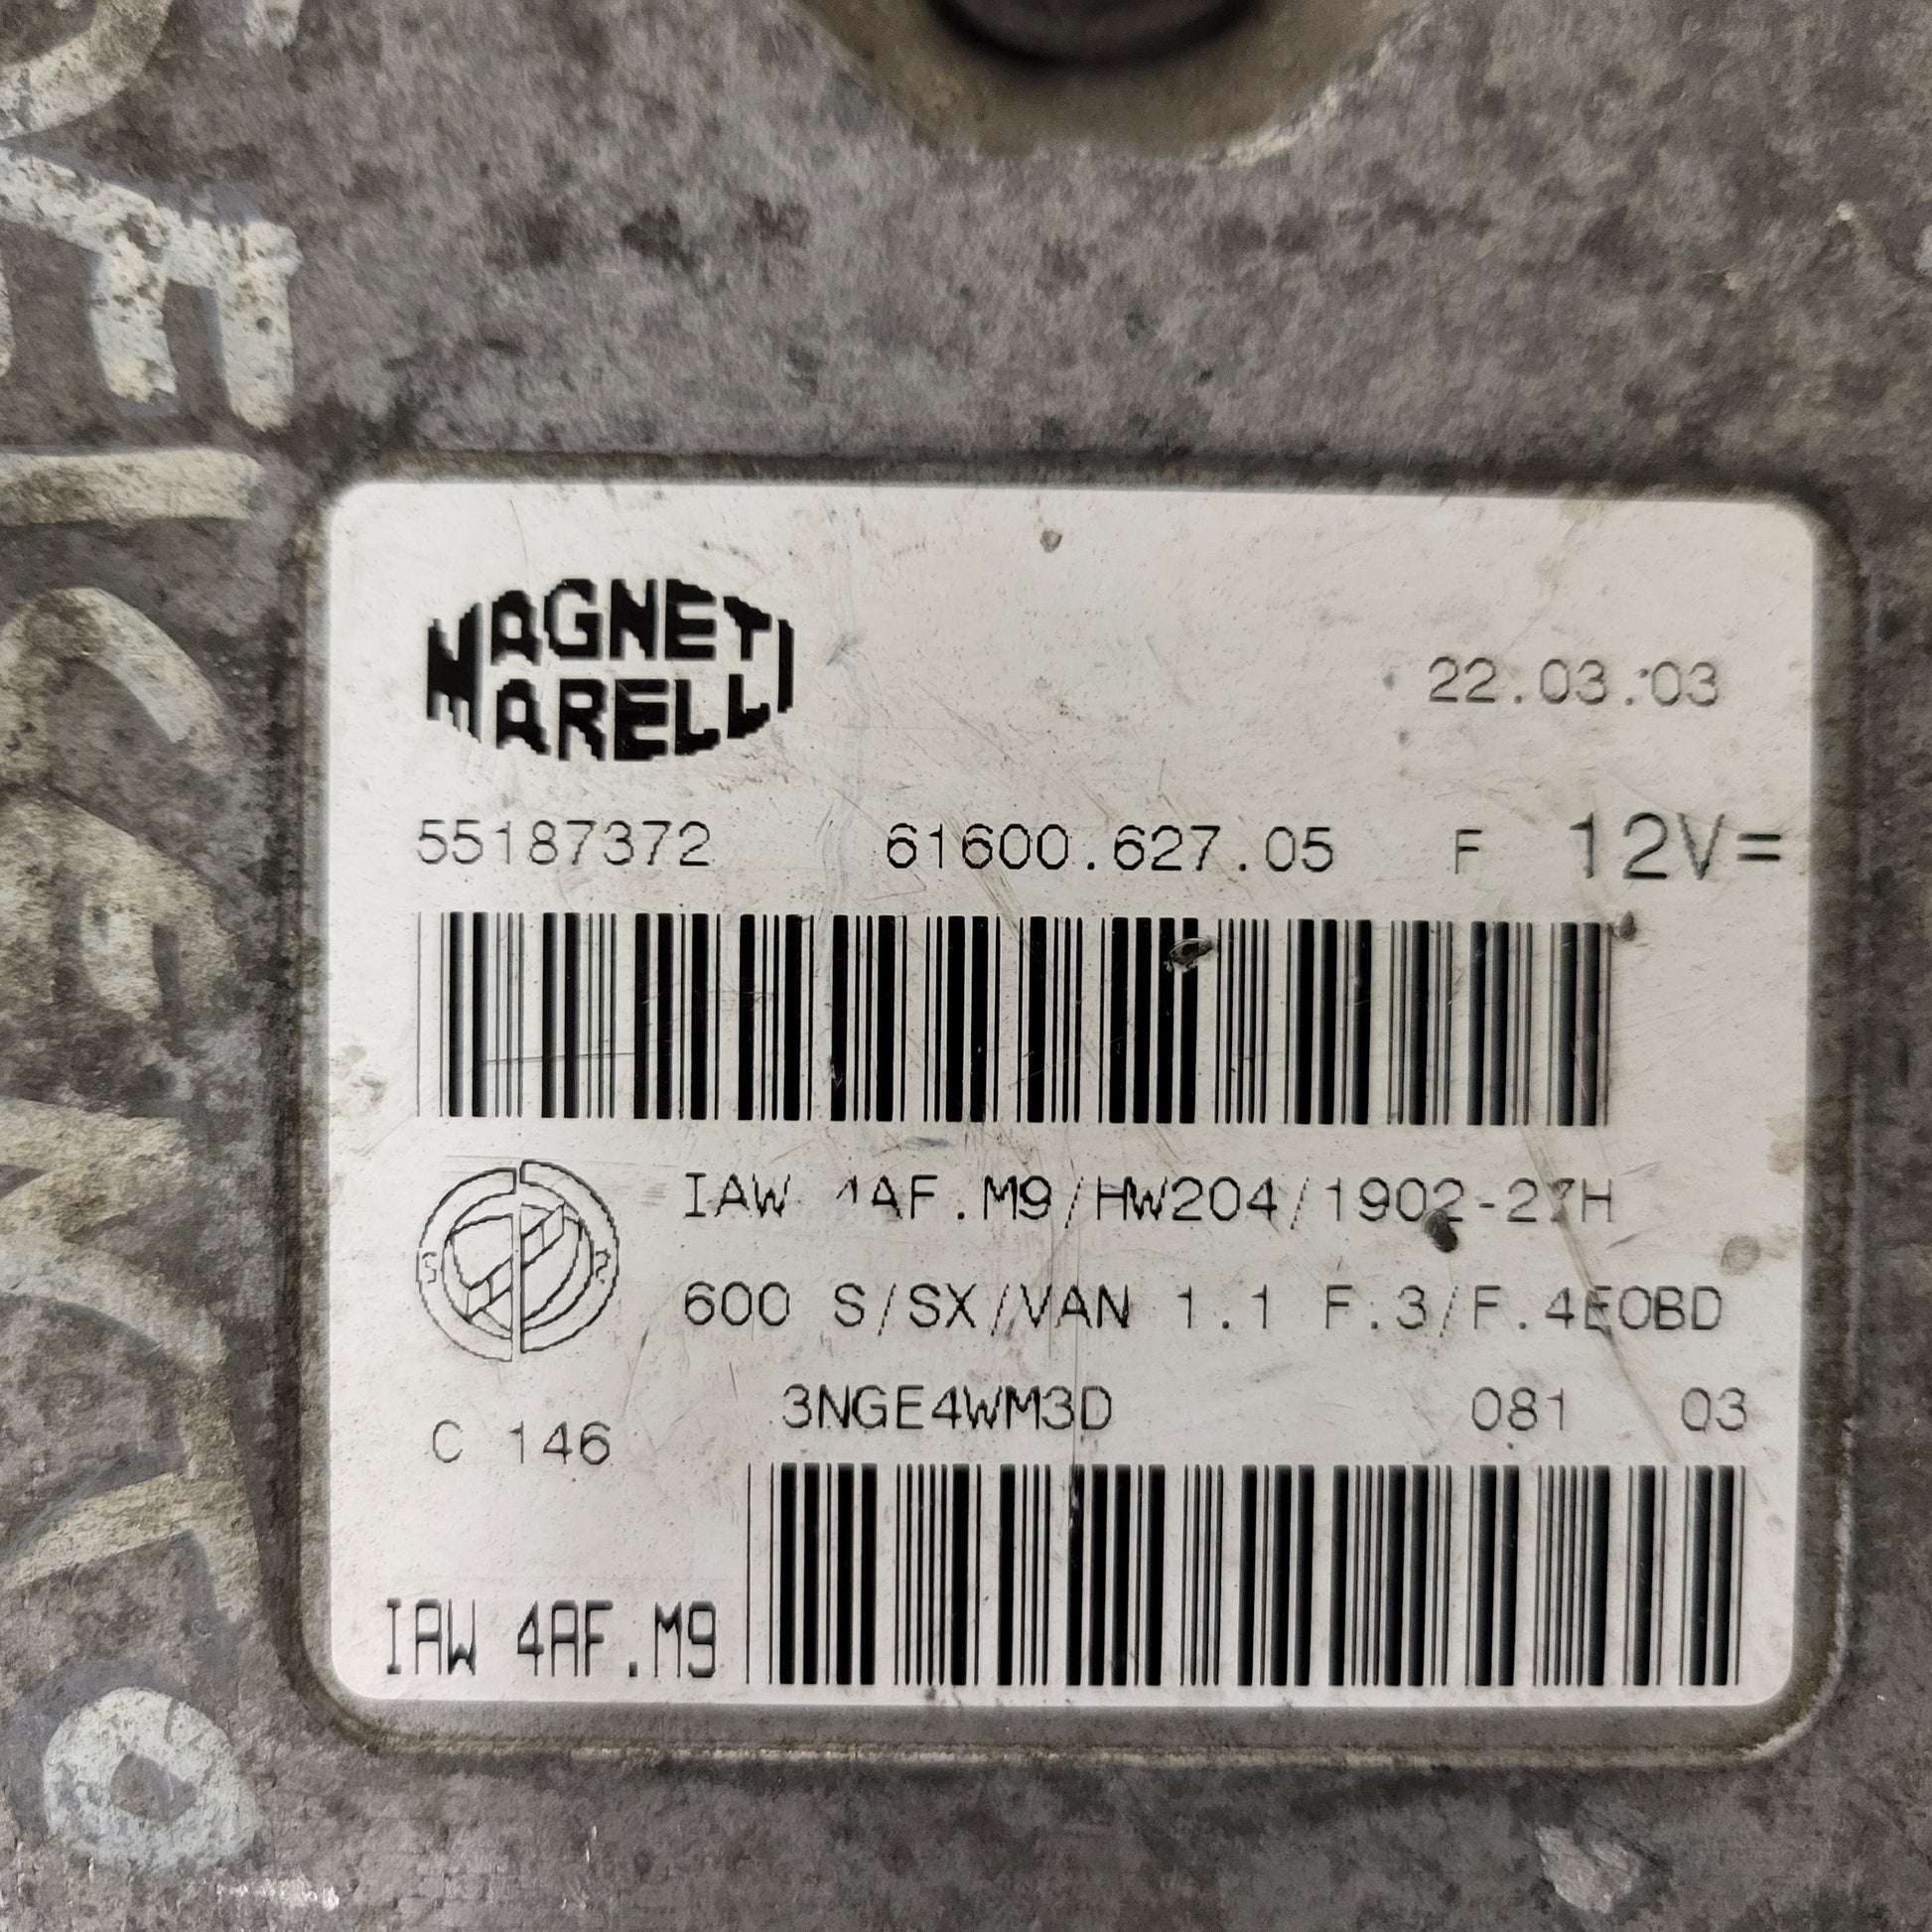 MAGNETI
MARELLI
22.03.03
55187372 61600.627.05 F 12V=
IAW 4AF.M9/HW204/1902-27H
600 S/SX/VAN 1.1 F.3/F.4EOBD
3NGE4WM3D 081 03
C 146
IAW 4AF.M9